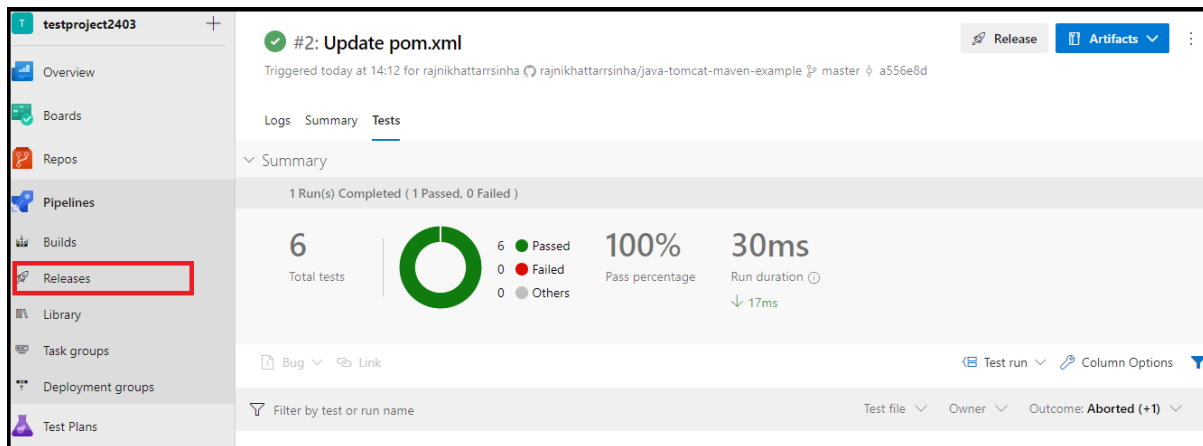 T testproject2403
Overview
Boards
Repos
Pipelines
Builds
Releases
Library
Task groups
Deployment groups
Test Plans
#2: Update pom.xml
Release
Artifacts
Triggered today at 14:12 for rajnikhattarrsinha rajnikhattarrsinha/java-tomcat-maven-example master a556e8d
Logs Summary Tests
Summary
1 Run(s) Completed ( 1 Passed, 0 Failed )
6
Total tests
6 Passed
0 Failed
0 Others
100%
Pass percentage
30ms
Run duration
17ms
Bug Link
Test run Column Options
Filter by test or run name
Test file Owner Outcome: Aborted (+1)